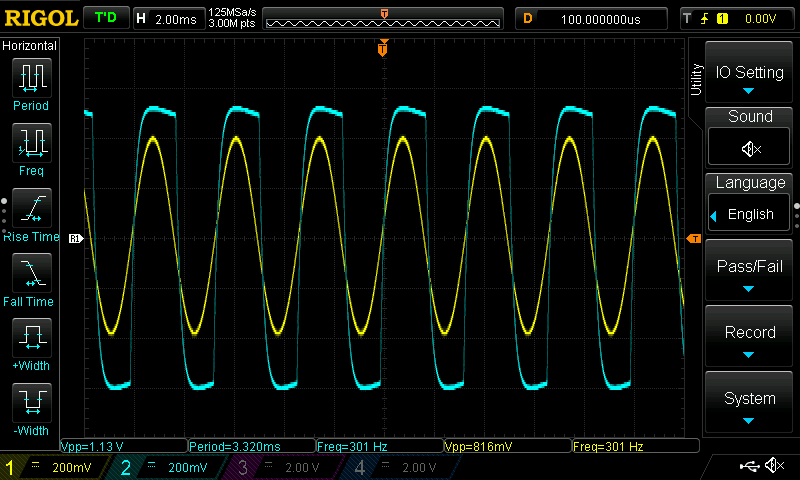 RIGOL T'D H 2.00ms 125MSa/s
3.00M pts T D 100.000000us T 1 0.00V
Horizontal
Period
Freq
Rise Time
Fall Time
+Width
-Width
T
R1
T
Utility
IO Setting
Sound
Language
English
Pass/Fail
Record
System
Vpp=1.13 V Period=3.320ms Freq=301 Hz Vpp=816mV Freq=301 Hz
1 200mV 2 200mV 3 2.00 V 4 2.00 V